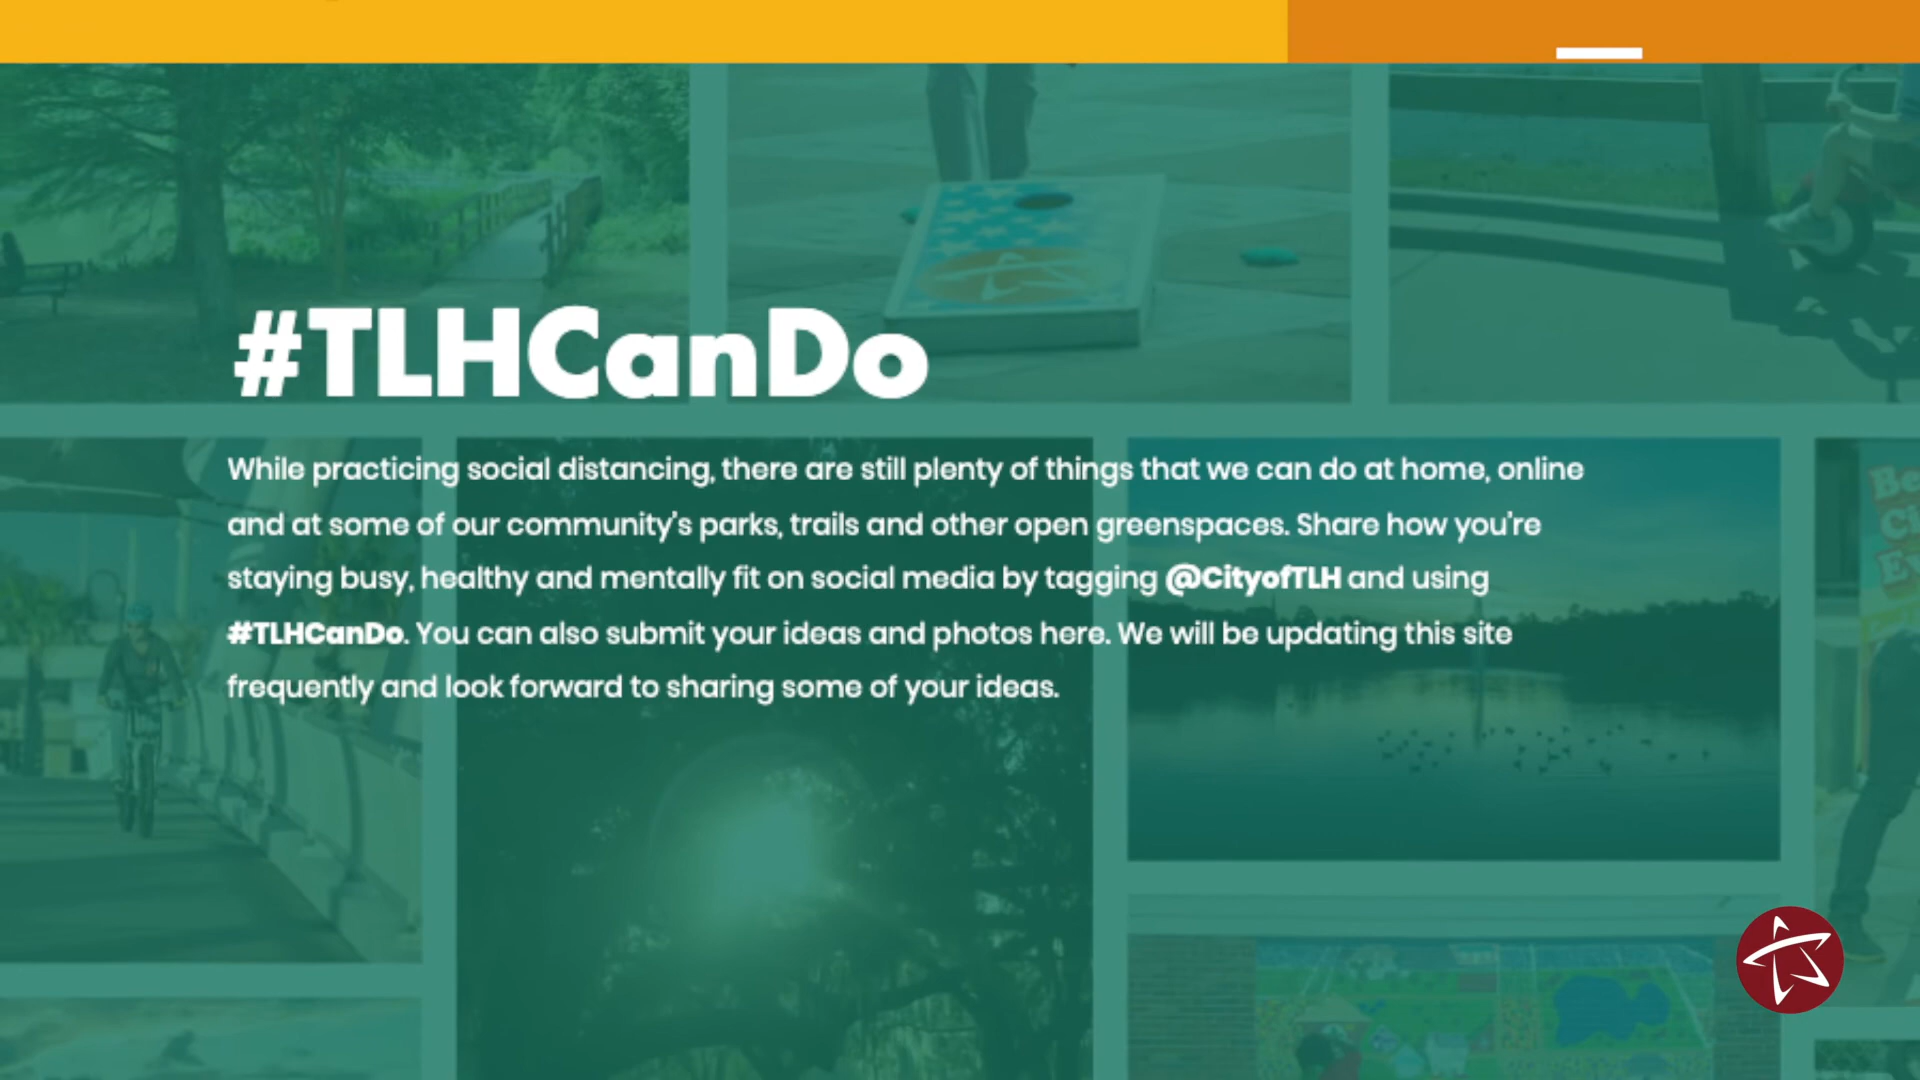 #TLHCanDo
While practicing social distancing, there are still plenty of things that we can do at home, online
and at some of our community's parks, trails and other open greenspaces. Share how you're
staying busy, healthy and mentally fit on social media by tagging @CityofTLH and using
#TLHCanDo. You can also submit your ideas and photos here. We will be updating this site
frequently and look forward to sharing some of your ideas.